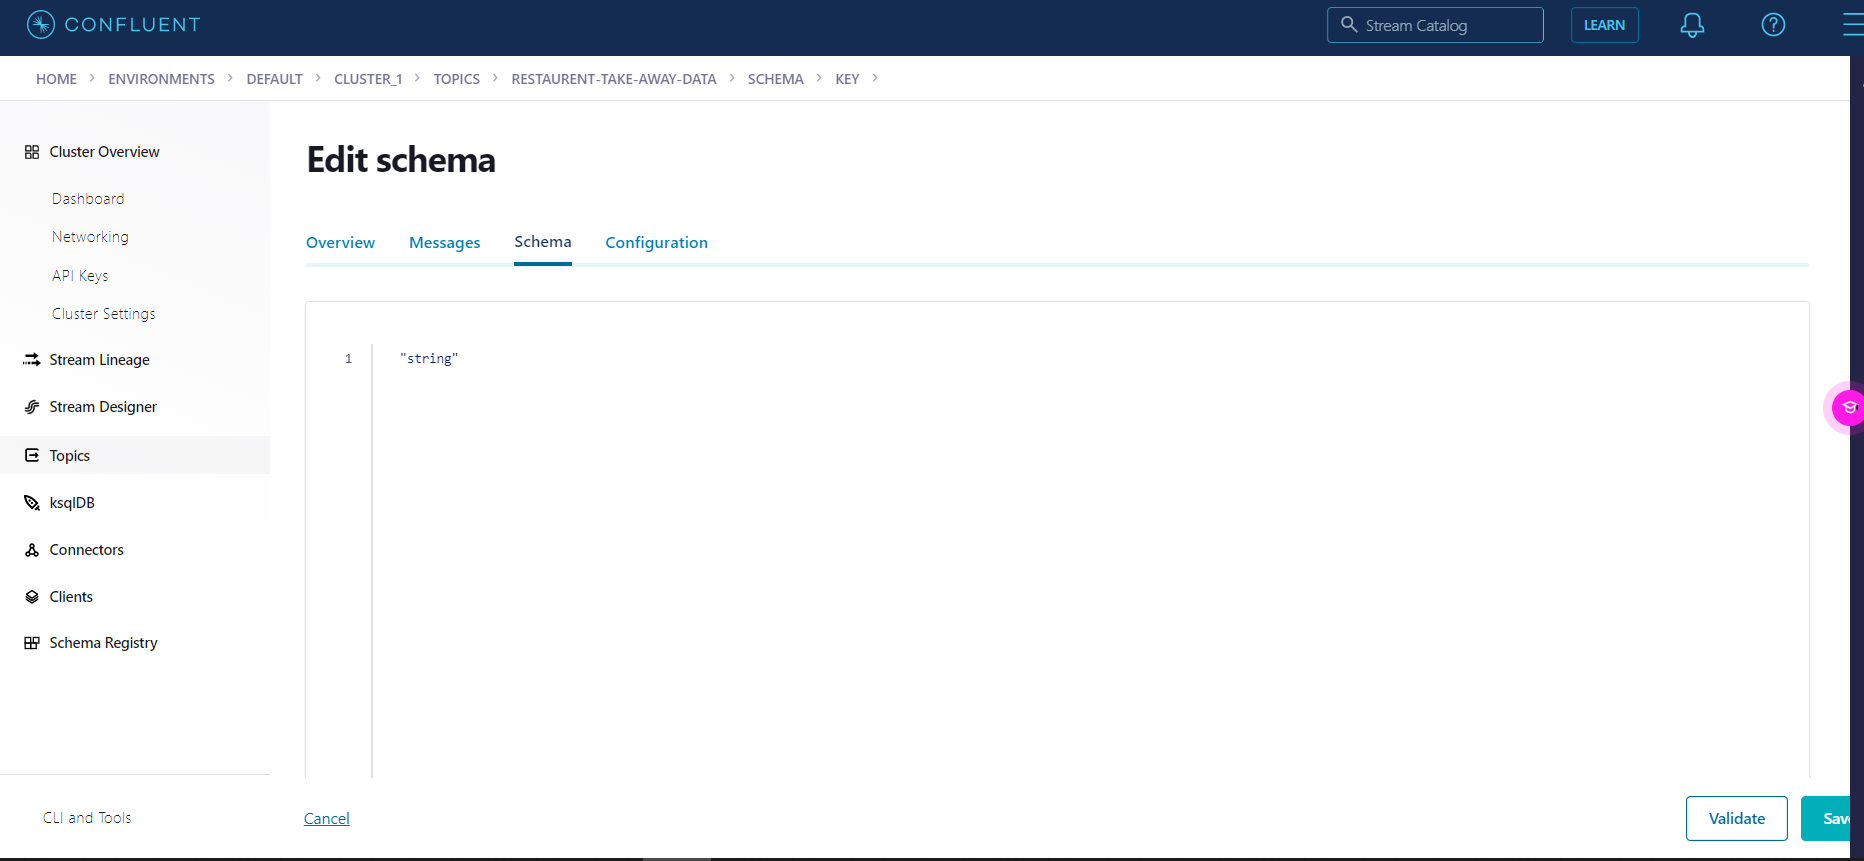 CONFLUENT
Stream Catalog
LEARN
HOME > ENVIRONMENTS > DEFAULT > CLUSTER_1 > TOPICS > RESTAURENT-TAKE-AWAY-DATA > SCHEMA > KEY >
Cluster Overview
Dashboard
Networking
API Keys
Cluster Settings
Stream Lineage
Stream Designer
Topics
ksqlDB
Connectors
Clients
Schema Registry
CLI and Tools
Edit schema
Overview Messages Schema Configuration
1 "string"
Cancel
Validate
Save